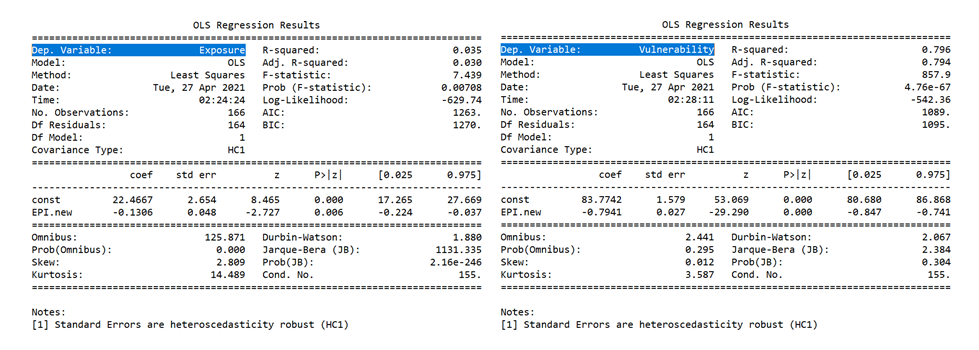 OLS Regression Results
Dep. Variable: Exposure R-squared: 0.035
Model: OLS Adj. R-squared: 0.030
Method: Least Squares F-statistic: 7.439
Date: Tue, 27 Apr 2021 Prob (F-statistic): 0.00708
Time: 02:24:24 Log-Likelihood: -629.74
No. Observations: 166 AIC: 1263.
Df Residuals: 164 BIC: 1270.
Df Model: 1
Covariance Type: HC1
coef std err z P>|z| [0.025 0.975]
const 22.4667 2.654 8.465 0.000 17.265 27.669
EPI.new -0.1306 0.048 -2.727 0.006 -0.224 -0.037
Omnibus: 125.871 Durbin-Watson: 1.880
Prob(Omnibus): 0.000 Jarque-Bera (JB): 1131.335
Skew: 2.809 Prob(JB): 2.16e-246
Kurtosis: 14.489 Cond. No. 155.
Notes:
[1] Standard Errors are heteroscedasticity robust (HC1)
OLS Regression Results
Dep. Variable: Vulnerability R-squared: 0.796
Model: OLS Adj. R-squared: 0.794
Method: Least Squares F-statistic: 857.9
Date: Tue, 27 Apr 2021 Prob (F-statistic): 4.76e-67
Time: 02:28:11 Log-Likelihood: -542.36
No. Observations: 166 AIC: 1089.
Df Residuals: 164 BIC: 1095.
Df Model: 1
Covariance Type: HC1
coef std err z P>|z| [0.025 0.975]
const 83.7742 1.579 53.069 0.000 80.680 86.868
EPI.new -0.7941 0.027 -29.290 0.000 -0.847 -0.741
Omnibus: 2.441 Durbin-Watson: 2.067
Prob(Omnibus): 0.295 Jarque-Bera (JB): 2.384
Skew: 0.012 Prob(JB): 0.304
Kurtosis: 3.587 Cond. No. 155.
Notes:
[1] Standard Errors are heteroscedasticity robust (HC1)